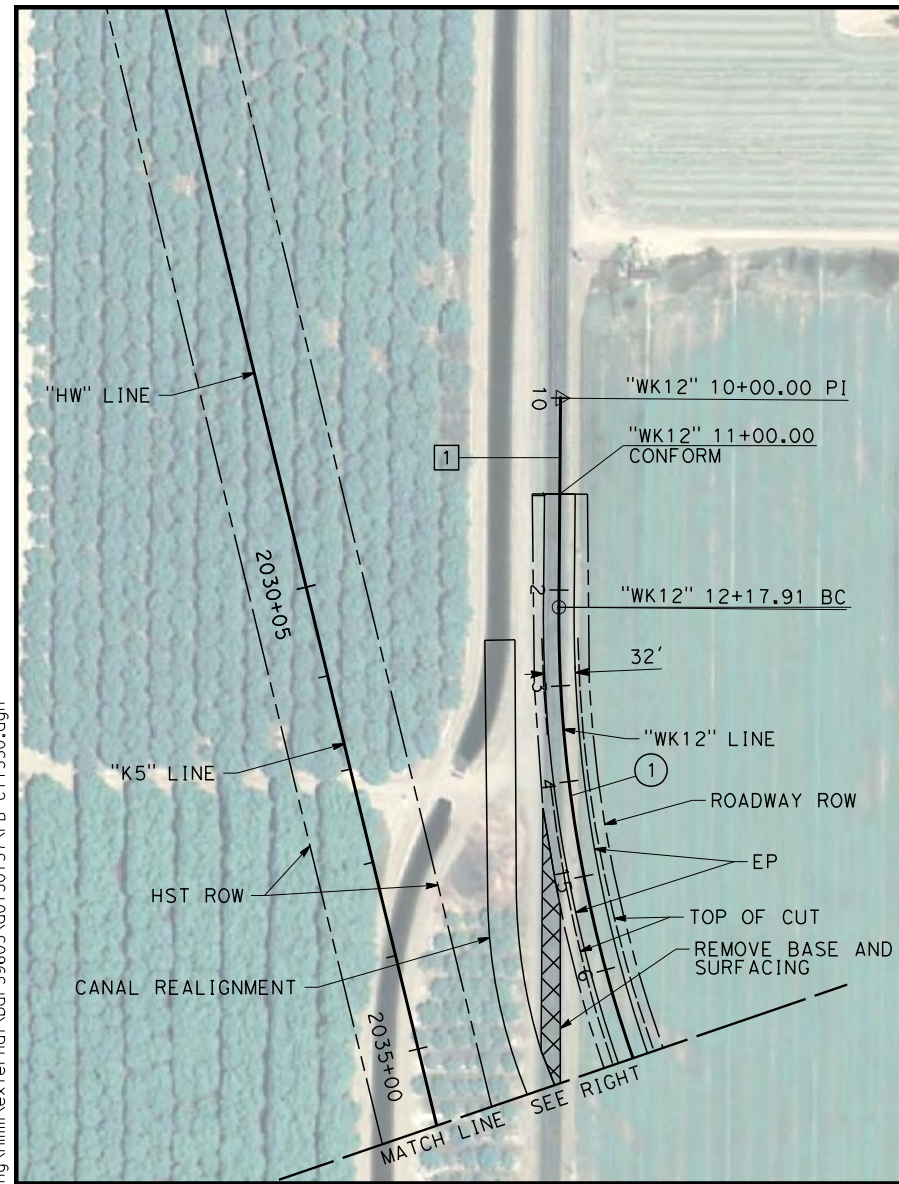 "HW" LINE
10
"WK12" 10+00.00 PI
1
"WK12" 11+00.00
CONFORM
1
2030+05
2
"WK12" 12+17.91 BC
32'
3
"WK12" LINE
"K5" LINE
1
4
ROADWAY ROW
EP
HST ROW
15
TOP OF CUT
REMOVE BASE AND
SURFACING
6
CANAL REALIGNMENT
2035+00
MATCH LINE SEE RIGHT